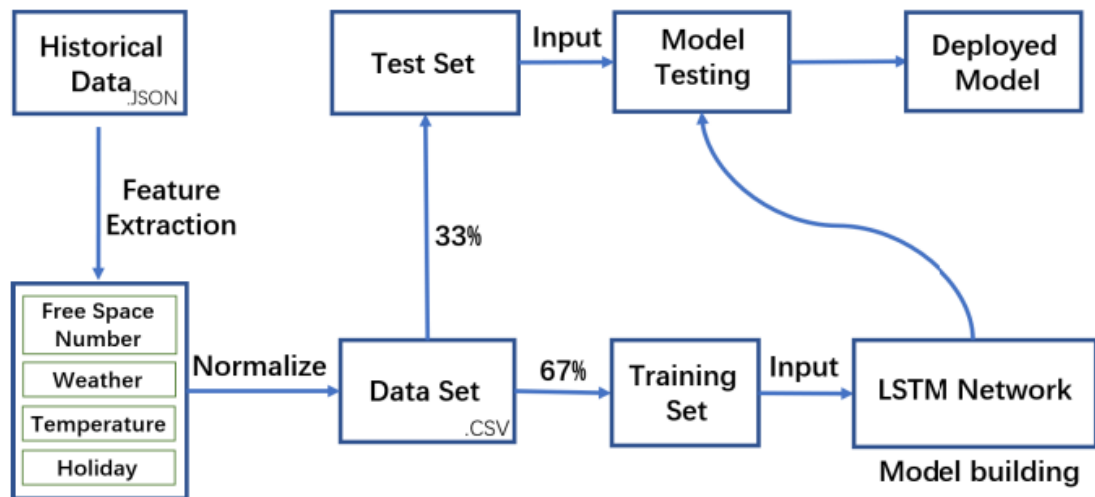 Historical
Data
.JSON
Test Set
Input
Model
Testing
Deployed
Model
Feature
Extraction
33%
Free Space
Number
Weather
Temperature
Holiday
Normalize
Data Set
.CSV
67%
Training
Set
Input
LSTM Network
Model building